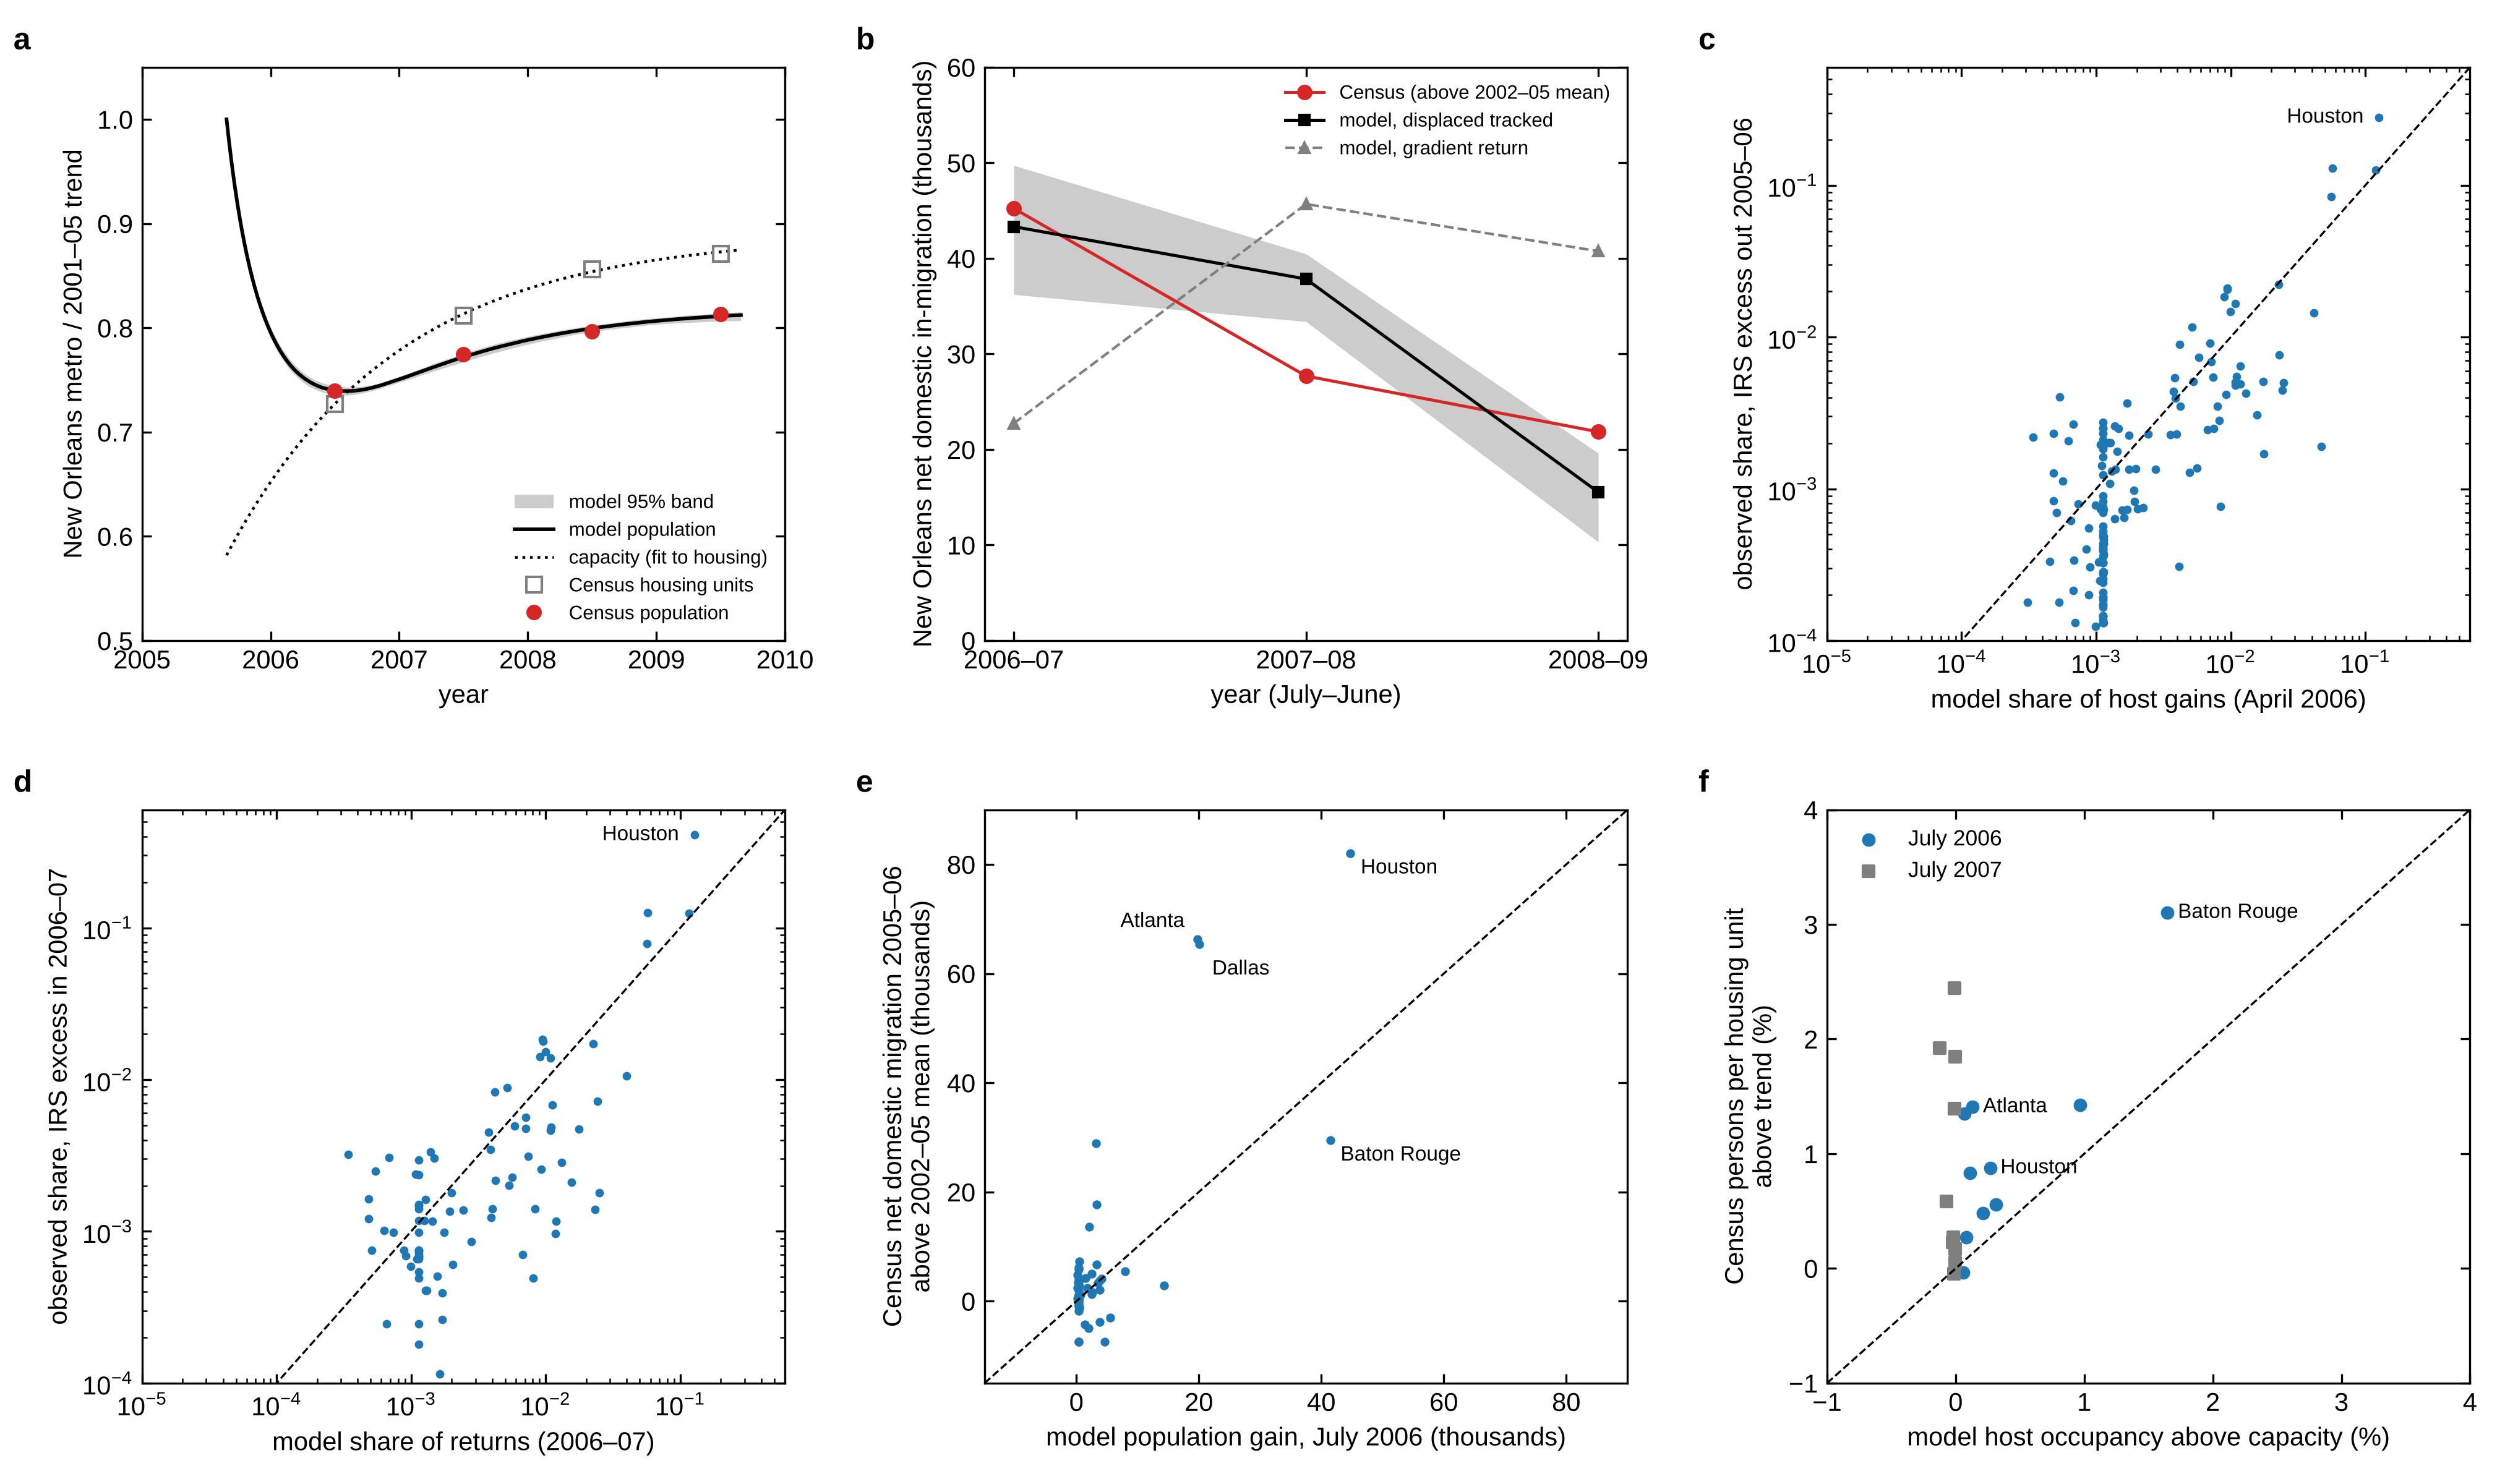 a
New Orleans metro / 2001–05 trend
1.0
0.9
0.8
0.7
0.6
0.5
model 95% band
model population
capacity (fit to housing)
Census housing units
Census population
2005
2006
2007
2008
2009
2010
year
b
New Orleans net domestic in-migration (thousands)
60
50
40
30
20
10
0
Census (above 2002–05 mean)
model, displaced tracked
model, gradient return
2006–07
2007–08
2008–09
year (July–June)
c
observed share, IRS excess out 2005–06
10⁻¹
10⁻²
10⁻³
10⁻⁴
Houston
10⁻⁵
10⁻⁴
10⁻³
10⁻²
10⁻¹
model share of host gains (April 2006)
d
observed share, IRS excess in 2006–07
10⁻¹
10⁻²
10⁻³
10⁻⁴
Houston
10⁻⁵
10⁻⁴
10⁻³
10⁻²
10⁻¹
model share of returns (2006–07)
e
Census net domestic migration 2005–06
above 2002–05 mean (thousands)
80
60
40
20
0
Houston
Atlanta
Dallas
Baton Rouge
0
20
40
60
80
model population gain, July 2006 (thousands)
f
Census persons per housing unit
above trend (%)
4
3
2
1
0
−1
July 2006
July 2007
Baton Rouge
Atlanta
Houston
−1
0
1
2
3
4
model host occupancy above capacity (%)